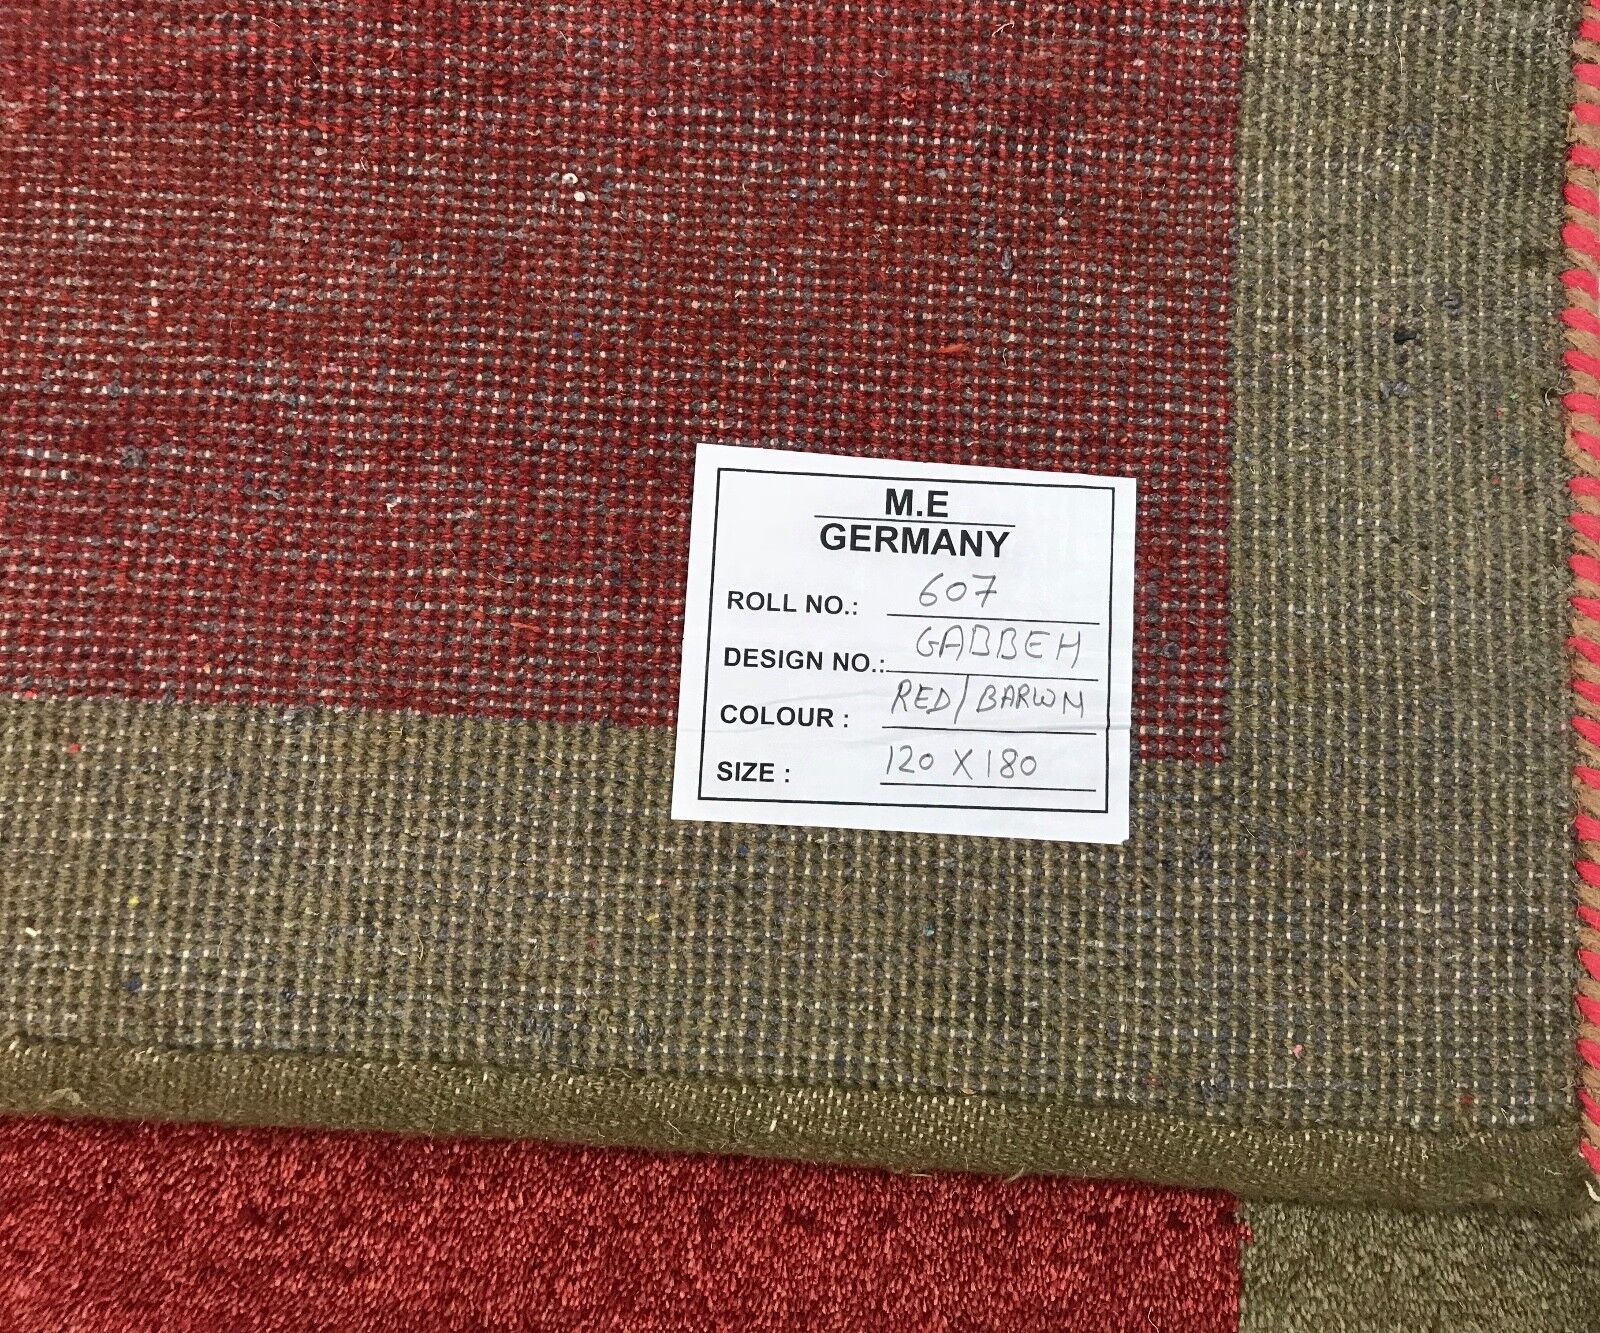 M.E
GERMANY
ROLL NO.: 607
DESIGN NO.: GABBEH
COLOUR : RED/BARWN
SIZE : 120 X 180